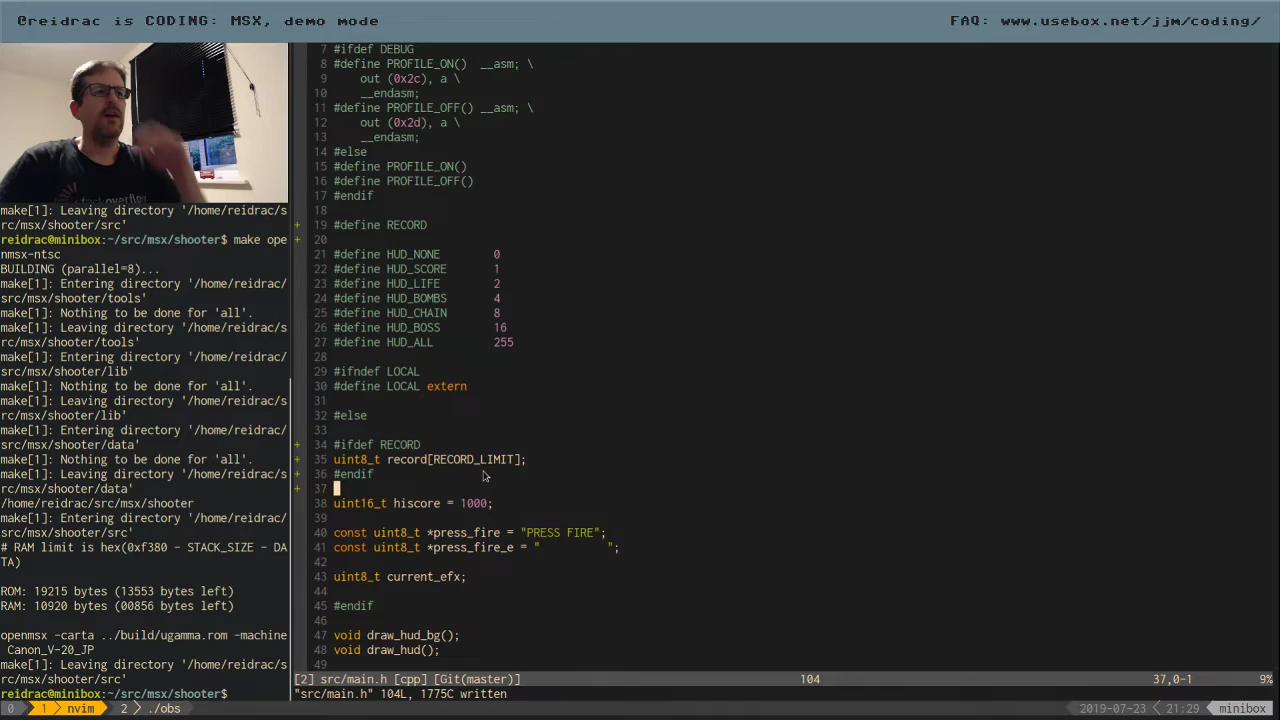 @reidrac is CODING: MSX, demo mode
FAQ: www.usebox.net/jjm/coding/
make[1]: Leaving directory '/home/reidrac/s
rc/msx/shooter/src'
reidrac@minibox:~/src/msx/shooter$ make ope
nmsx-ntsc
BUILDING (parallel=8)...
make[1]: Entering directory '/home/reidrac/
src/msx/shooter/tools'
make[1]: Nothing to be done for 'all'.
make[1]: Leaving directory '/home/reidrac/s
rc/msx/shooter/tools'
make[1]: Entering directory '/home/reidrac/
src/msx/shooter/lib'
make[1]: Nothing to be done for 'all'.
make[1]: Leaving directory '/home/reidrac/s
rc/msx/shooter/lib'
make[1]: Entering directory '/home/reidrac/
src/msx/shooter/data'
make[1]: Nothing to be done for 'all'.
make[1]: Leaving directory '/home/reidrac/s
rc/msx/shooter/data'
/home/reidrac/src/msx/shooter
make[1]: Entering directory '/home/reidrac/
src/msx/shooter/src'
# RAM limit is hex(0xf380 - STACK_SIZE - DA
TA)
ROM: 19215 bytes (13553 bytes left)
RAM: 10920 bytes (00856 bytes left)
openmsx -carta ../build/ugamma.rom -machine
Canon_V-20_JP
make[1]: Leaving directory '/home/reidrac/s
rc/msx/shooter/src'
reidrac@minibox:~/src/msx/shooter$
7 #ifdef DEBUG
8 #define PROFILE_ON()  __asm; \
9     out (0x2c), a \
10     __endasm;
11 #define PROFILE_OFF() __asm; \
12     out (0x2d), a \
13     __endasm;
14 #else
15 #define PROFILE_ON()
16 #define PROFILE_OFF()
17 #endif
18
+ 19 #define RECORD
+ 20
21 #define HUD_NONE        0
22 #define HUD_SCORE       1
23 #define HUD_LIFE        2
24 #define HUD_BOMBS       4
25 #define HUD_CHAIN       8
26 #define HUD_BOSS        16
27 #define HUD_ALL         255
28
29 #ifndef LOCAL
30 #define LOCAL extern
31
32 #else
33
+ 34 #ifdef RECORD
+ 35 uint8_t record[RECORD_LIMIT];
+ 36 #endif
+ 37
38 uint16_t hiscore = 1000;
39
40 const uint8_t *press_fire = "PRESS FIRE";
41 const uint8_t *press_fire_e = "          ";
42
43 uint8_t current_efx;
44
45 #endif
46
47 void draw_hud_bg();
48 void draw_hud();
49
[2] src/main.h [cpp] [Git(master)] 104 37,0-1 9%
"src/main.h" 104L, 1775C written
0 1 nvim 2 ./obs 2019-07-23 21:29 minibox